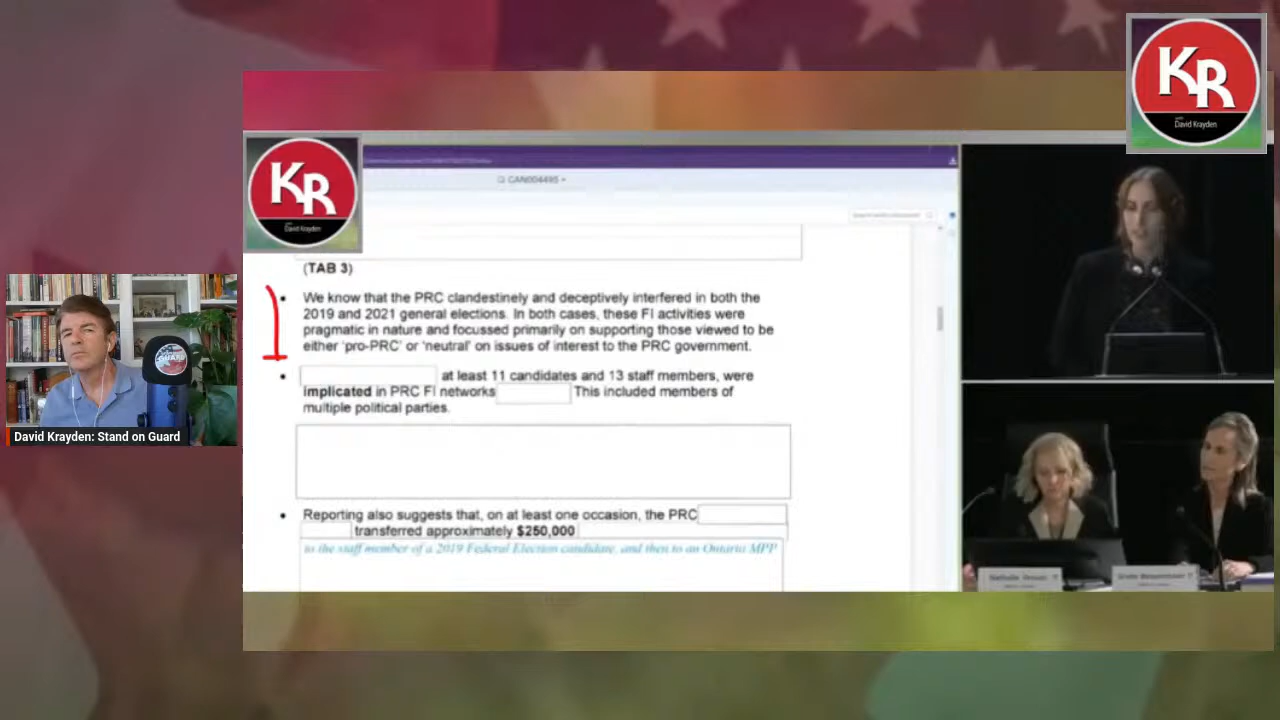 KR
David Krayden
KR
David Krayden
CAN004495
(TAB 3)
• We know that the PRC clandestinely and deceptively interfered in both the
2019 and 2021 general elections. In both cases, these FI activities were
pragmatic in nature and focussed primarily on supporting those viewed to be
either 'pro-PRC' or 'neutral' on issues of interest to the PRC government.
• at least 11 candidates and 13 staff members, were
implicated in PRC FI networks This included members of
multiple political parties.
• Reporting also suggests that, on at least one occasion, the PRC
transferred approximately $250,000
to the staff member of a 2019 Federal Election candidate, and then to an Ontario MPP
GUARD
David Krayden: Stand on Guard
Nathalie Drouin